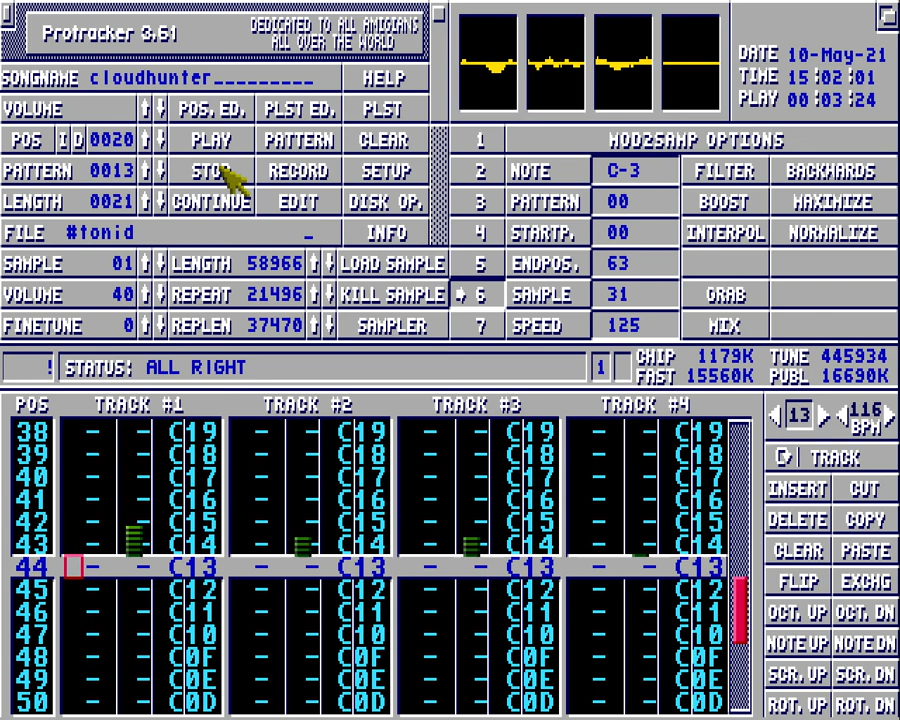 Protracker 3.61
DEDICATED TO ALL AMIGIANS
ALL OVER THE WORLD
DATE 10-May-21
TIME 15:02:01
PLAY 00:03:24
SONGNAME cloudhunter_________ HELP
VOLUME POS. ED. PLST ED. PLST
POS I D 0020 PLAY PATTERN CLEAR
PATTERN 0013 STOP RECORD SETUP
LENGTH 0021 CONTINUE EDIT DISK OP.
FILE #tonid _ INFO
SAMPLE 01 LENGTH 58966 LOAD SAMPLE
VOLUME 40 REPEAT 21496 KILL SAMPLE
FINETUNE 0 REPLEN 37470 SAMPLER
1 MOD2SAMP OPTIONS
2 NOTE C-3 FILTER BACKWARDS
3 PATTERN 00 BOOST MAXIMIZE
4 STARTP. 00 INTERPOL NORMALIZE
5 ENDPOS. 63
6 SAMPLE 31 GRAB
7 SPEED 125 MIX
! STATUS: ALL RIGHT 1
CHIP 1179K TUNE 445934
FAST 15560K PUBL 16690K
POS TRACK #1 TRACK #2 TRACK #3 TRACK #4
38 - - C19 - - C19 - - C19 - - C19
39 - - C18 - - C18 - - C18 - - C18
40 - - C17 - - C17 - - C17 - - C17
41 - - C16 - - C16 - - C16 - - C16
42 - - C15 - - C15 - - C15 - - C15
43 - - C14 - - C14 - - C14 - - C14
44 - - C13 - - C13 - - C13 - - C13
45 - - C12 - - C12 - - C12 - - C12
46 - - C11 - - C11 - - C11 - - C11
47 - - C10 - - C10 - - C10 - - C10
48 - - C0F - - C0F - - C0F - - C0F
49 - - C0E - - C0E - - C0E - - C0E
50 - - C0D - - C0D - - C0D - - C0D
13 116 BPM
TRACK
INSERT CUT
DELETE COPY
CLEAR PASTE
FLIP EXCHG
OCT. UP OCT. DN
NOTE UP NOTE DN
SCR. UP SCR. DN
ROT. UP ROT. DN